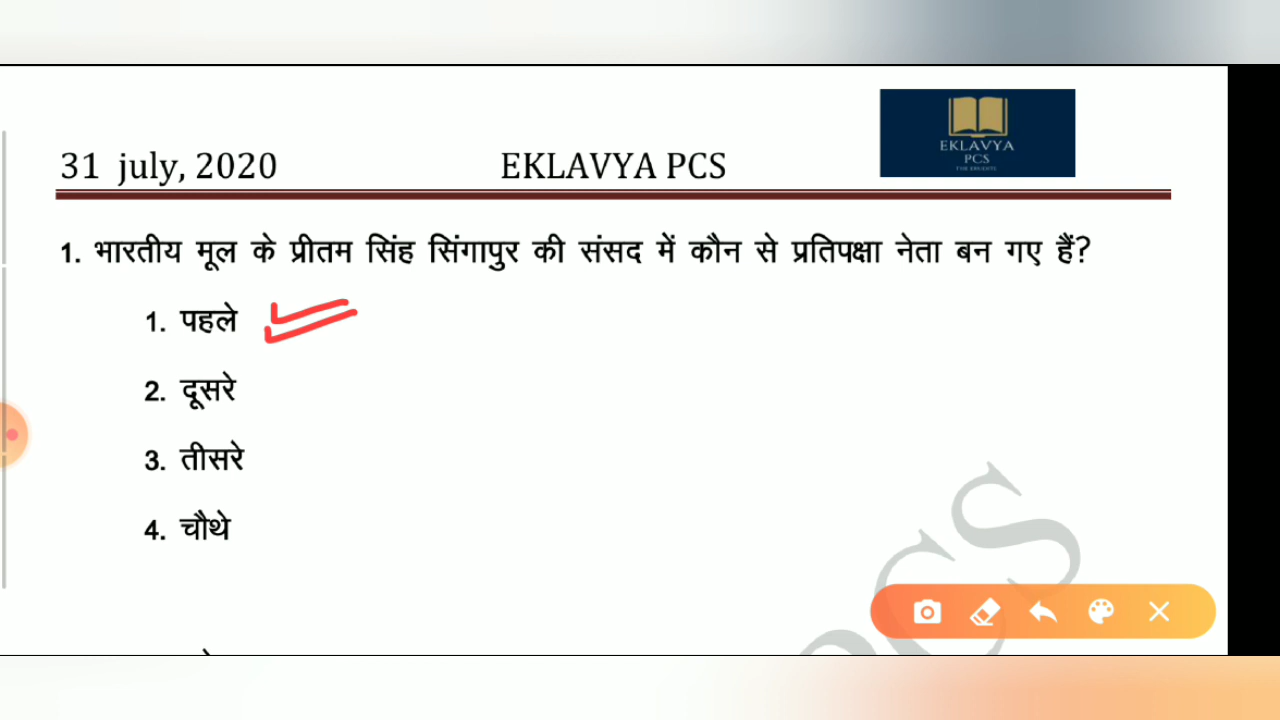 EKLAVYA
PCS
31 july, 2020 EKLAVYA PCS
1. भारतीय मूल के प्रीतम सिंह सिंगापुर की संसद में कौन से प्रतिपक्षा नेता बन गए हैं?
1. पहले
2. दूसरे
3. तीसरे
4. चौथे
PCS